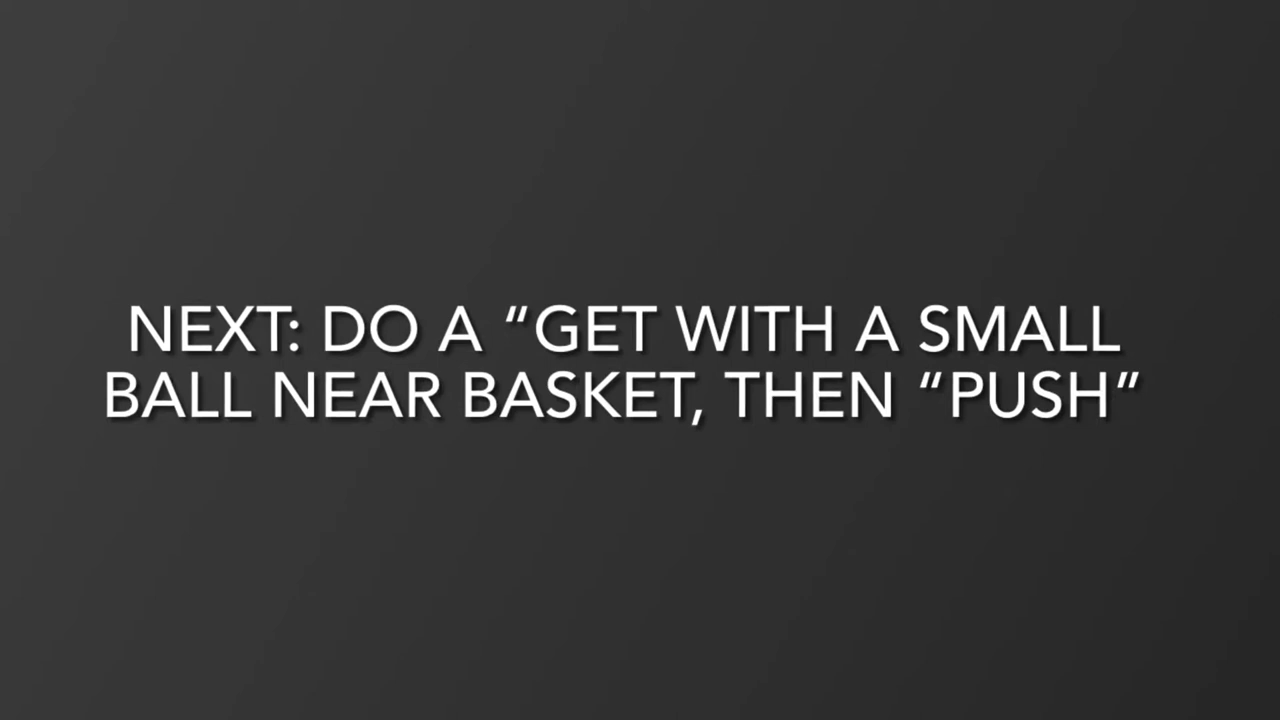 NEXT: DO A “GET WITH A SMALL
BALL NEAR BASKET, THEN “PUSH”